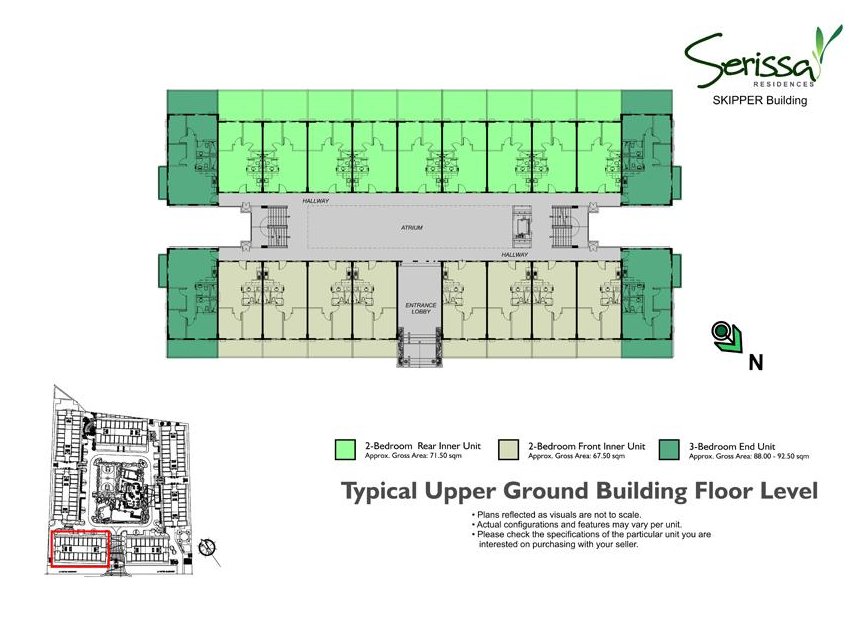 Serissa
RESIDENCES
SKIPPER Building
HALLWAY
ATRIUM
HALLWAY
ENTRANCE
LOBBY
N
2-Bedroom Rear Inner Unit
Approx. Gross Area: 71.50 sqm
2-Bedroom Front Inner Unit
Approx. Gross Area: 67.50 sqm
3-Bedroom End Unit
Approx. Gross Area: 88.00 - 92.50 sqm
Typical Upper Ground Building Floor Level
• Plans reflected as visuals are not to scale.
• Actual configurations and features may vary per unit.
• Please check the specifications of the particular unit you are
interested on purchasing with your seller.